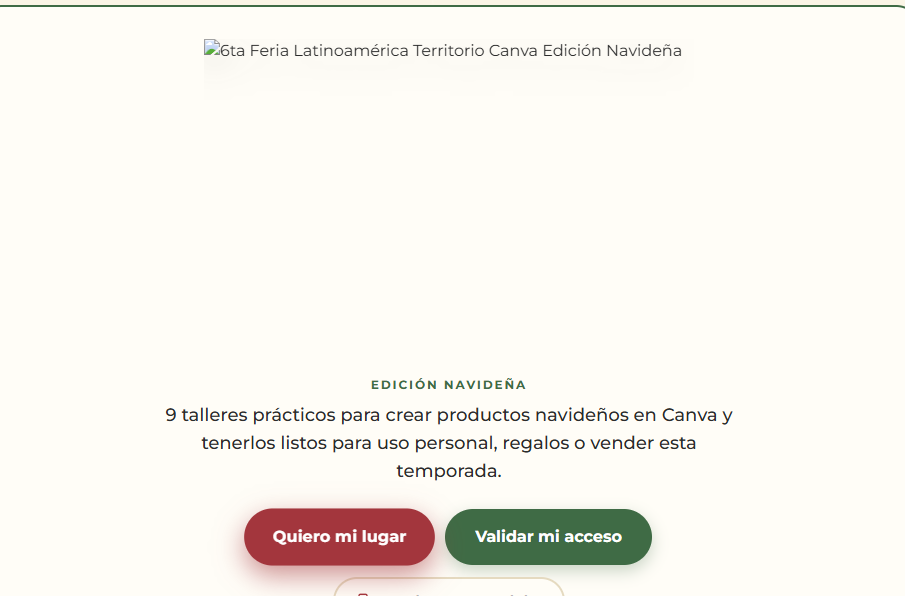 6ta Feria Latinoamérica Territorio Canva Edición Navideña
EDICIÓN NAVIDEÑA
9 talleres prácticos para crear productos navideños en Canva y
tenerlos listos para uso personal, regalos o vender esta
temporada.
Quiero mi lugar
Validar mi acceso